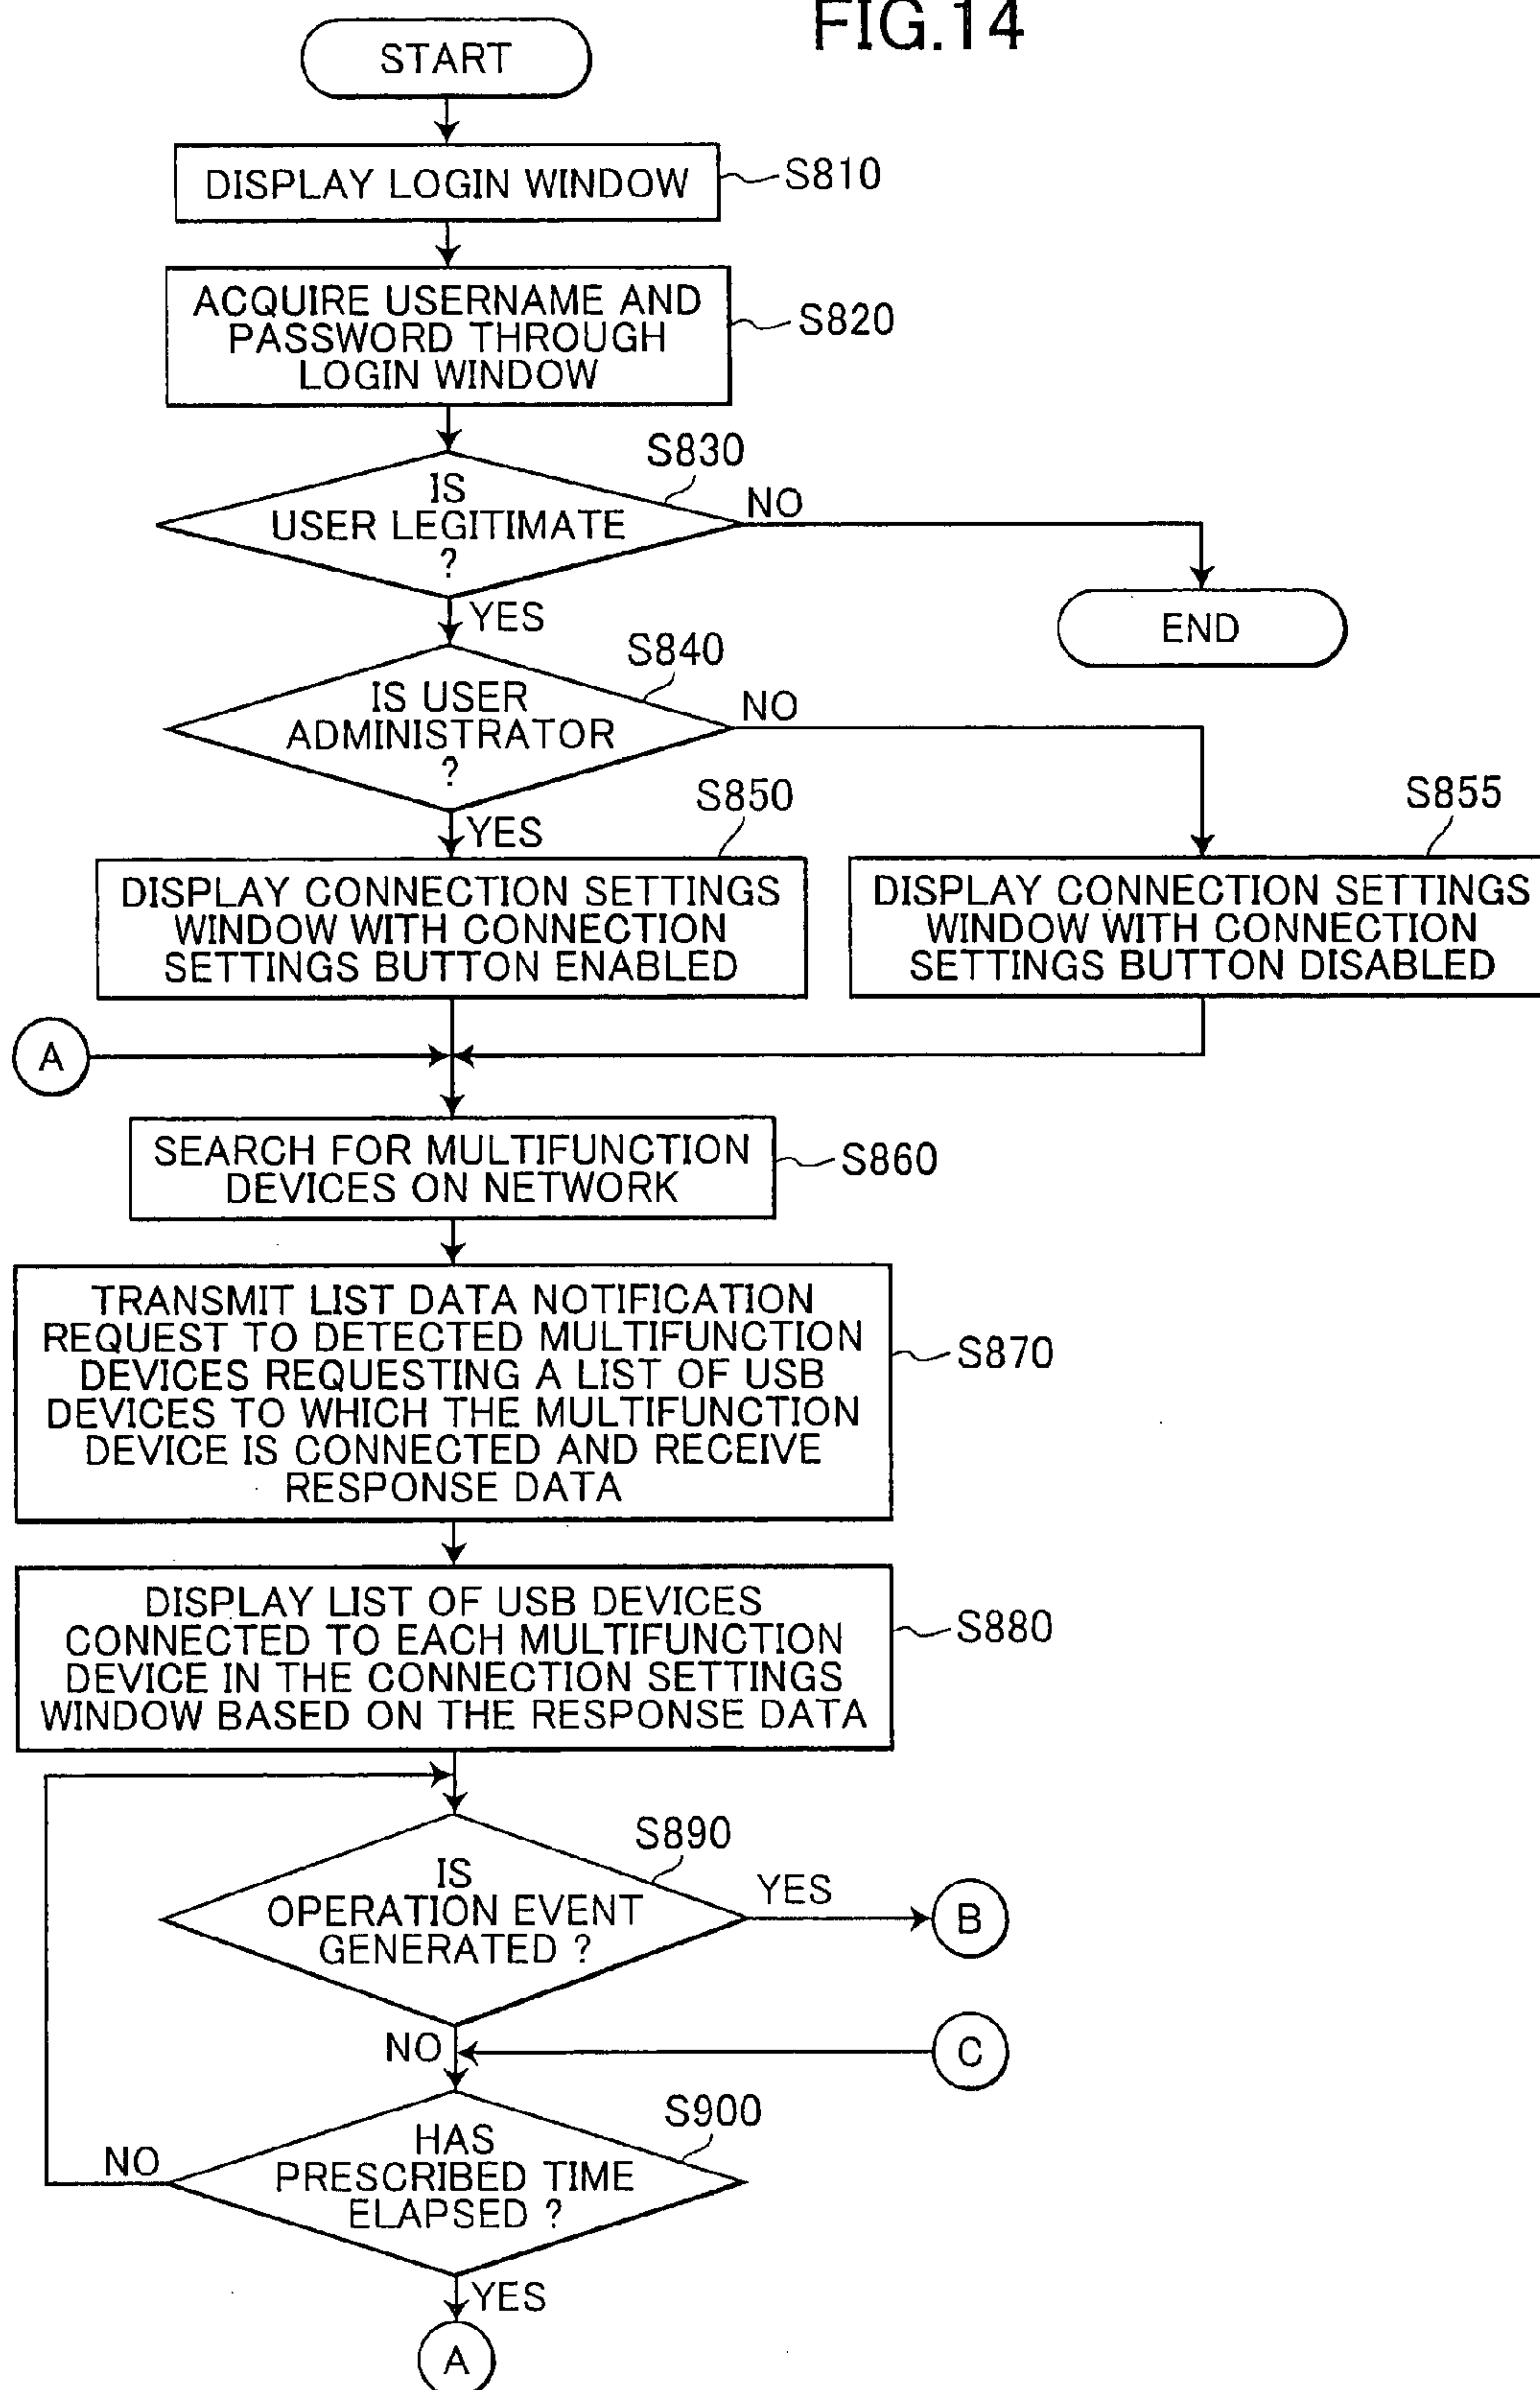 FIG.14
START
DISPLAY LOGIN WINDOW
S810
ACQUIRE USERNAME AND
PASSWORD THROUGH
LOGIN WINDOW
S820
S830
IS
USER LEGITIMATE
?
NO
YES
END
S840
IS USER
ADMINISTRATOR
?
NO
YES
S850
S855
DISPLAY CONNECTION SETTINGS
WINDOW WITH CONNECTION
SETTINGS BUTTON ENABLED
DISPLAY CONNECTION SETTINGS
WINDOW WITH CONNECTION
SETTINGS BUTTON DISABLED
A
SEARCH FOR MULTIFUNCTION
DEVICES ON NETWORK
S860
TRANSMIT LIST DATA NOTIFICATION
REQUEST TO DETECTED MULTIFUNCTION
DEVICES REQUESTING A LIST OF USB
DEVICES TO WHICH THE MULTIFUNCTION
DEVICE IS CONNECTED AND RECEIVE
RESPONSE DATA
S870
DISPLAY LIST OF USB DEVICES
CONNECTED TO EACH MULTIFUNCTION
DEVICE IN THE CONNECTION SETTINGS
WINDOW BASED ON THE RESPONSE DATA
S880
S890
IS
OPERATION EVENT
GENERATED ?
YES
B
NO
C
S900
HAS
PRESCRIBED TIME
ELAPSED ?
NO
YES
A